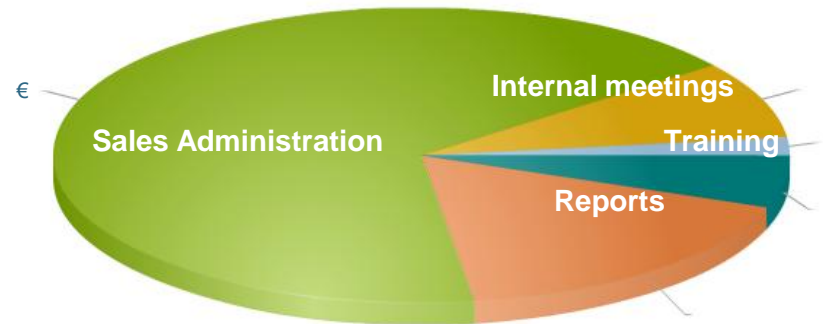 Internal meetings
€
Sales Administration
Training
Reports